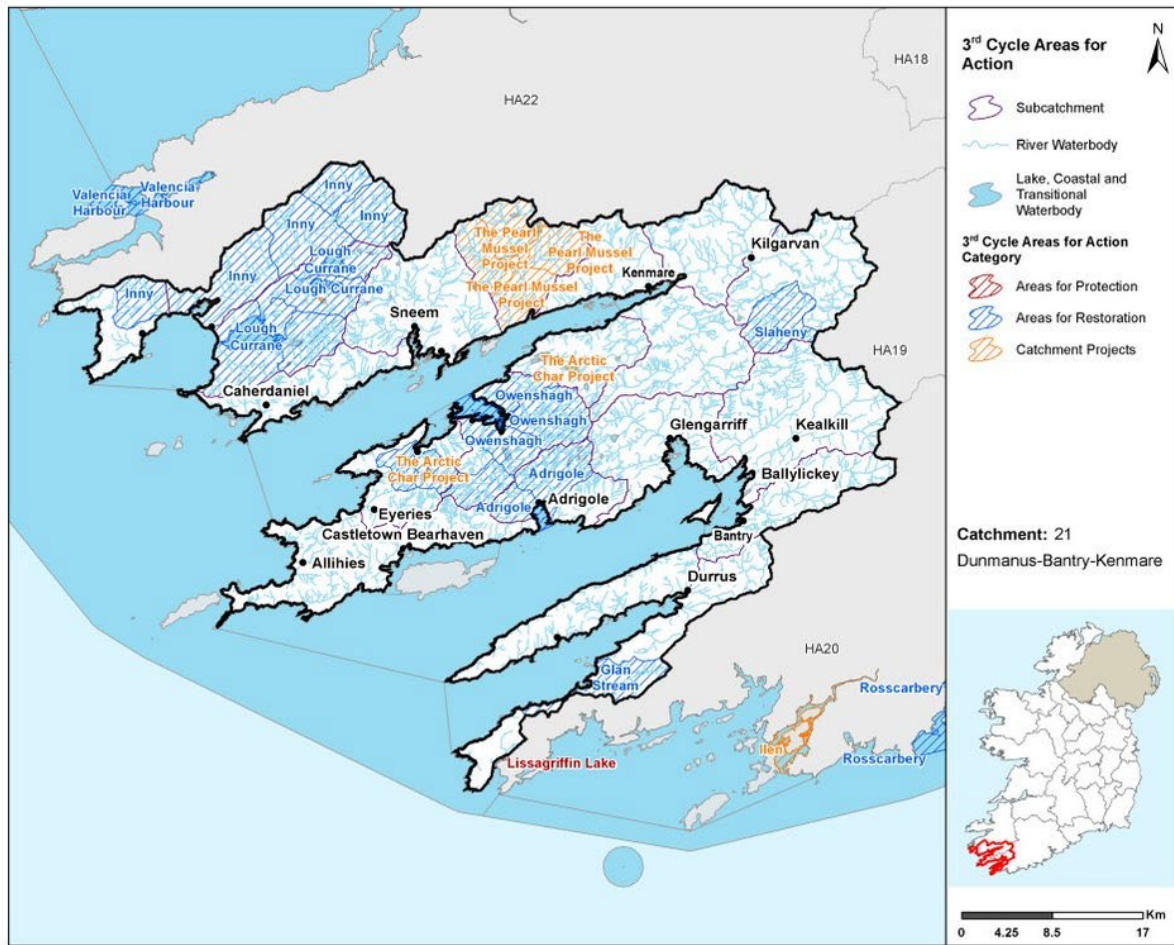 HA18
HA22
Valencia
Harbour
Valencia
Harbour
Inny
Inny
Inny
Inny
Inny
Lough
Currane
Lough Currane
Lough
Currane
The Pearl
Mussel
Project
The
Pearl Mussel
Project
The Pearl Mussel
Project
Kenmare
Kilgarvan
Sneem
Slaheny
HA19
The Arctic
Char Project
Caherdaniel
Owenshagh
Owenshagh
Owenshagh
Glengarriff
Kealkill
The Arctic
Char Project
Adrigole
Ballylickey
Adrigole
Adrigole
Eyeries
Castletown Bearhaven
Bantry
Allihies
Durrus
HA20
Glan
Stream
Rosscarbery
Ilen
Rosscarbery
Lissagriffin Lake
N
3rd Cycle Areas for
Action
Subcatchment
River Waterbody
Lake, Coastal and
Transitional
Waterbody
3rd Cycle Areas for Action
Category
Areas for Protection
Areas for Restoration
Catchment Projects
Catchment: 21
Dunmanus-Bantry-Kenmare
Km
0 4.25 8.5 17